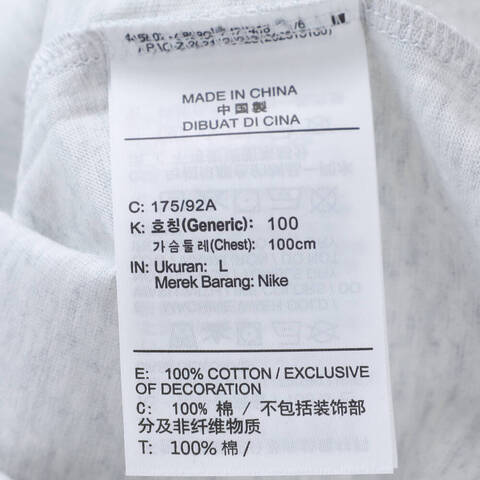 MADE IN CHINA
中国製
DIBUAT DI CINA
C: 175/92A
K: 호칭(Generic): 100
가슴둘레(Chest): 100cm
IN: Ukuran: L
Merek Barang: Nike
E: 100% COTTON / EXCLUSIVE
OF DECORATION
C: 100% 棉 / 不包括装饰部
分及非纤维物质
T: 100% 棉 /